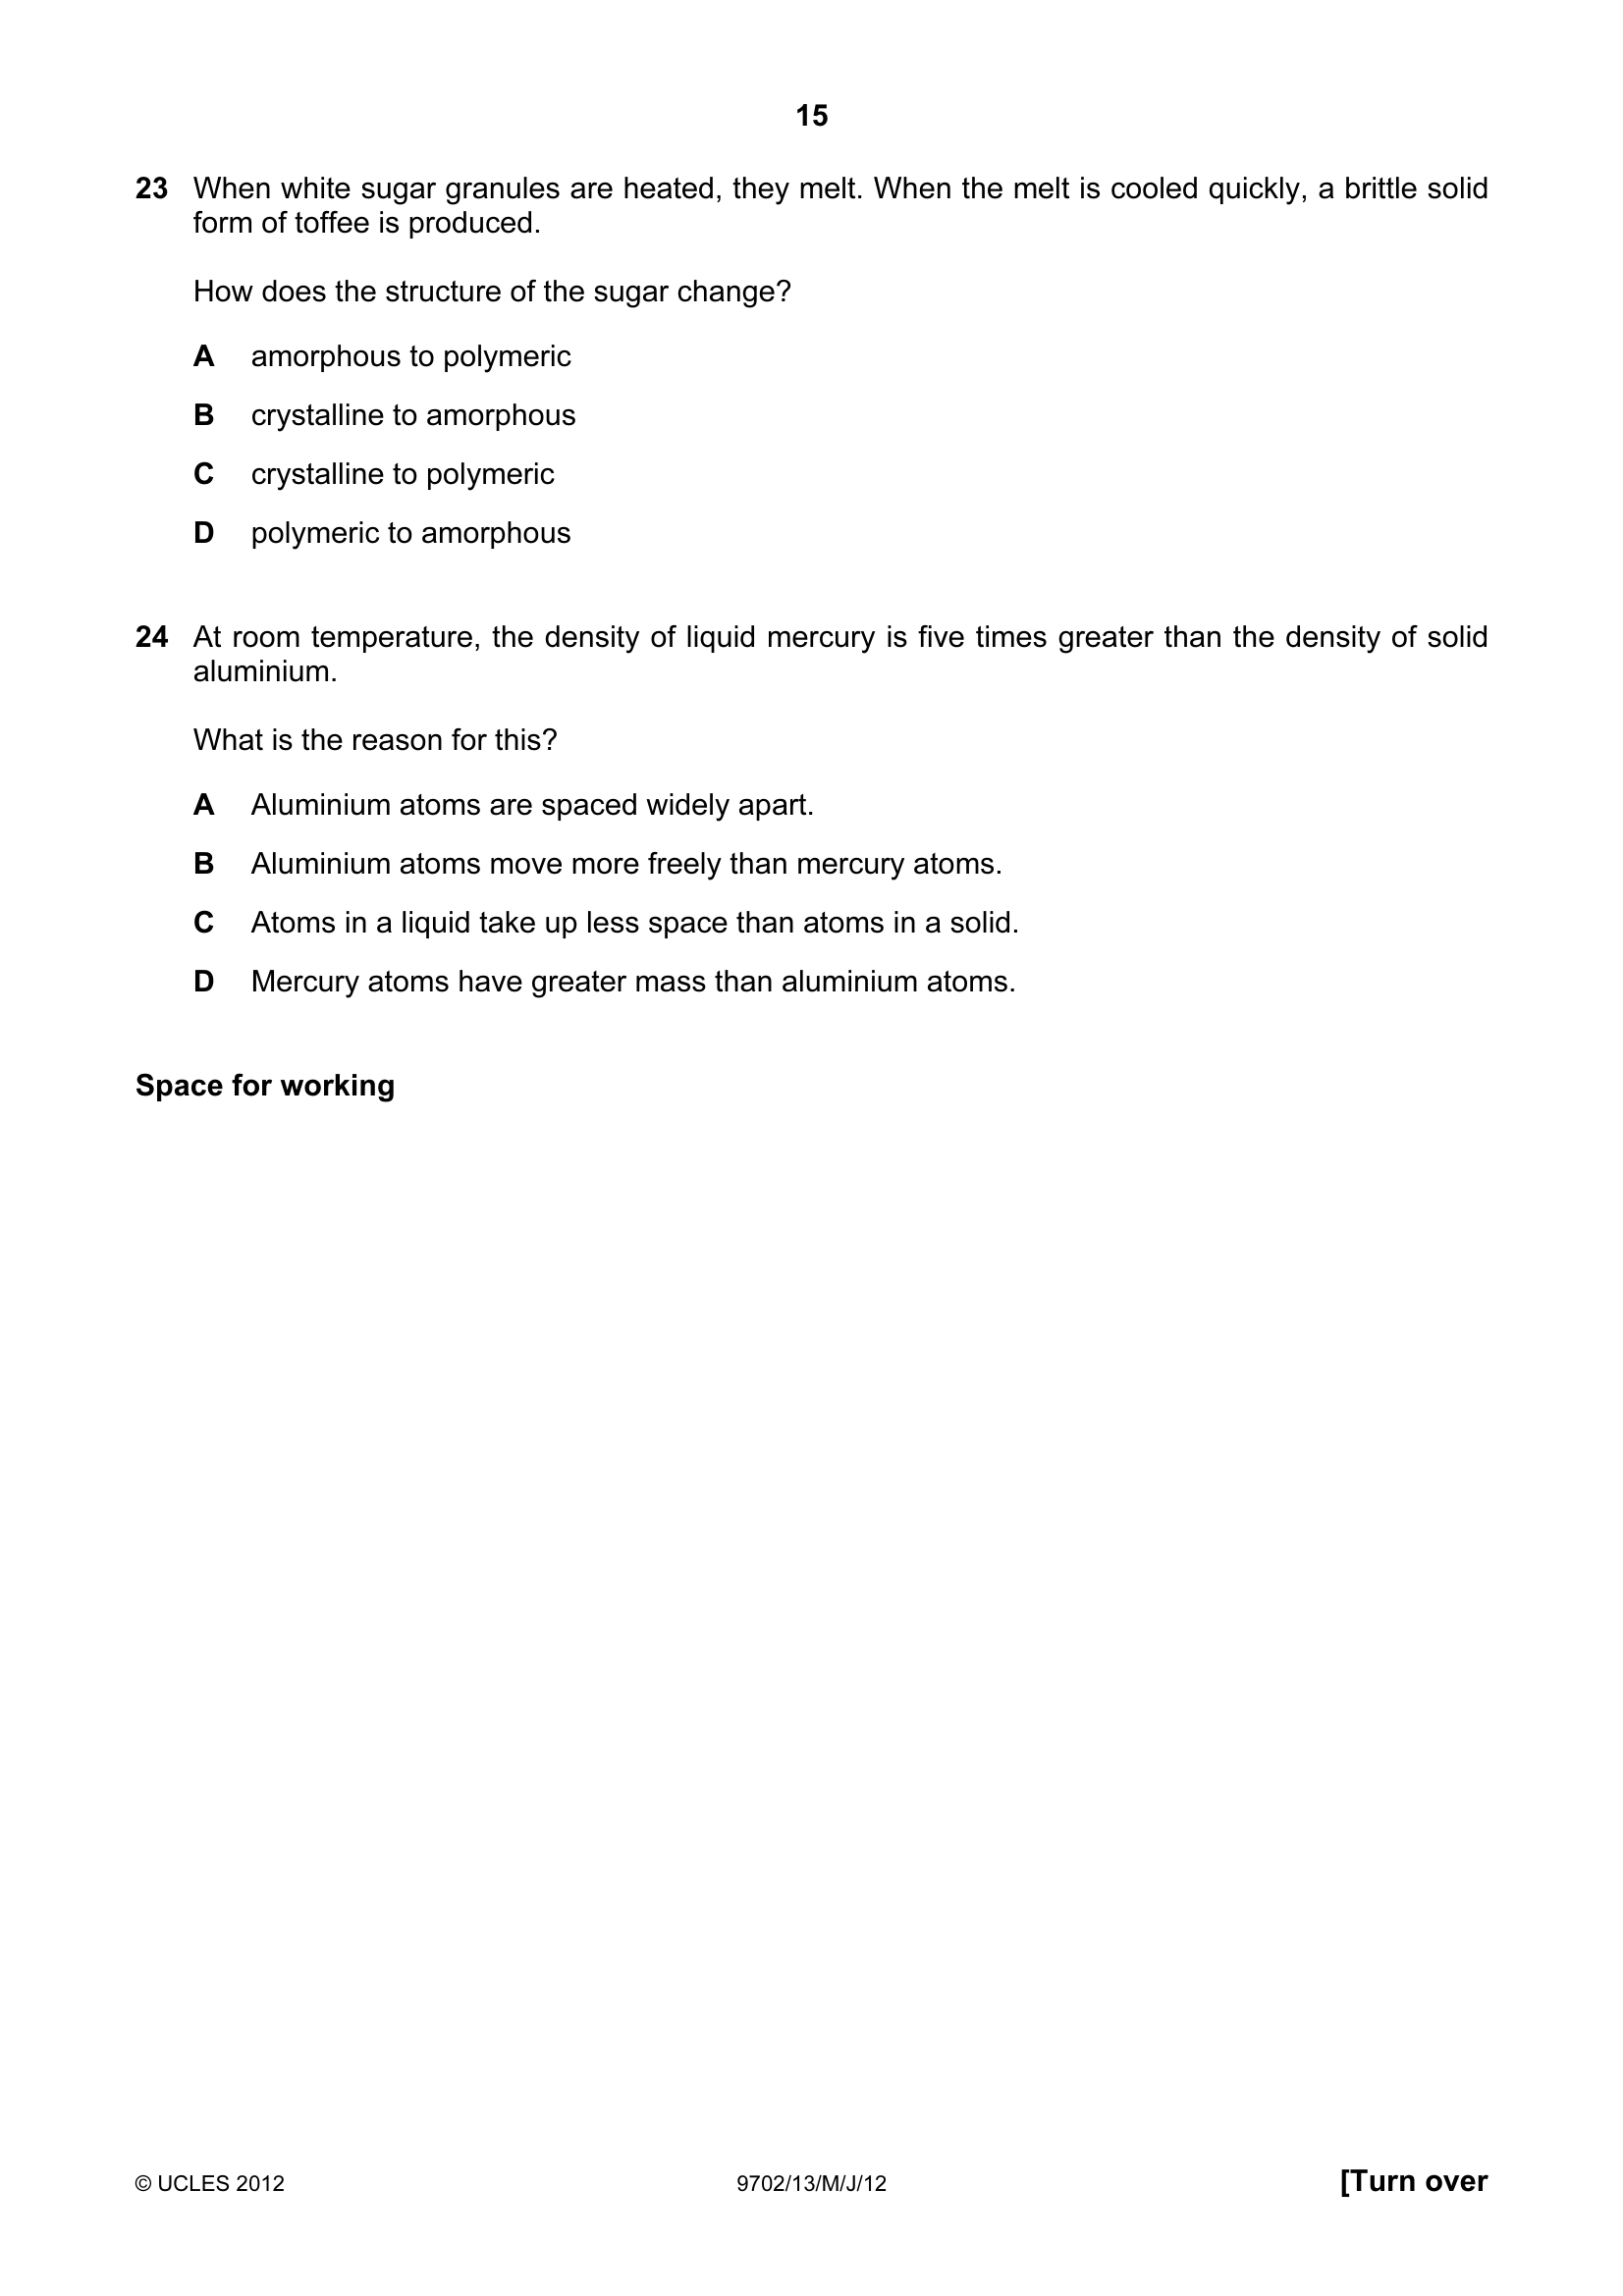 15
23 When white sugar granules are heated, they melt. When the melt is cooled quickly, a brittle solid
form of toffee is produced.
How does the structure of the sugar change?
A amorphous to polymeric
B crystalline to amorphous
C crystalline to polymeric
D polymeric to amorphous
24 At room temperature, the density of liquid mercury is five times greater than the density of solid
aluminium.
What is the reason for this?
A Aluminium atoms are spaced widely apart.
B Aluminium atoms move more freely than mercury atoms.
C Atoms in a liquid take up less space than atoms in a solid.
D Mercury atoms have greater mass than aluminium atoms.
Space for working
© UCLES 2012 9702/13/M/J/12 [Turn over